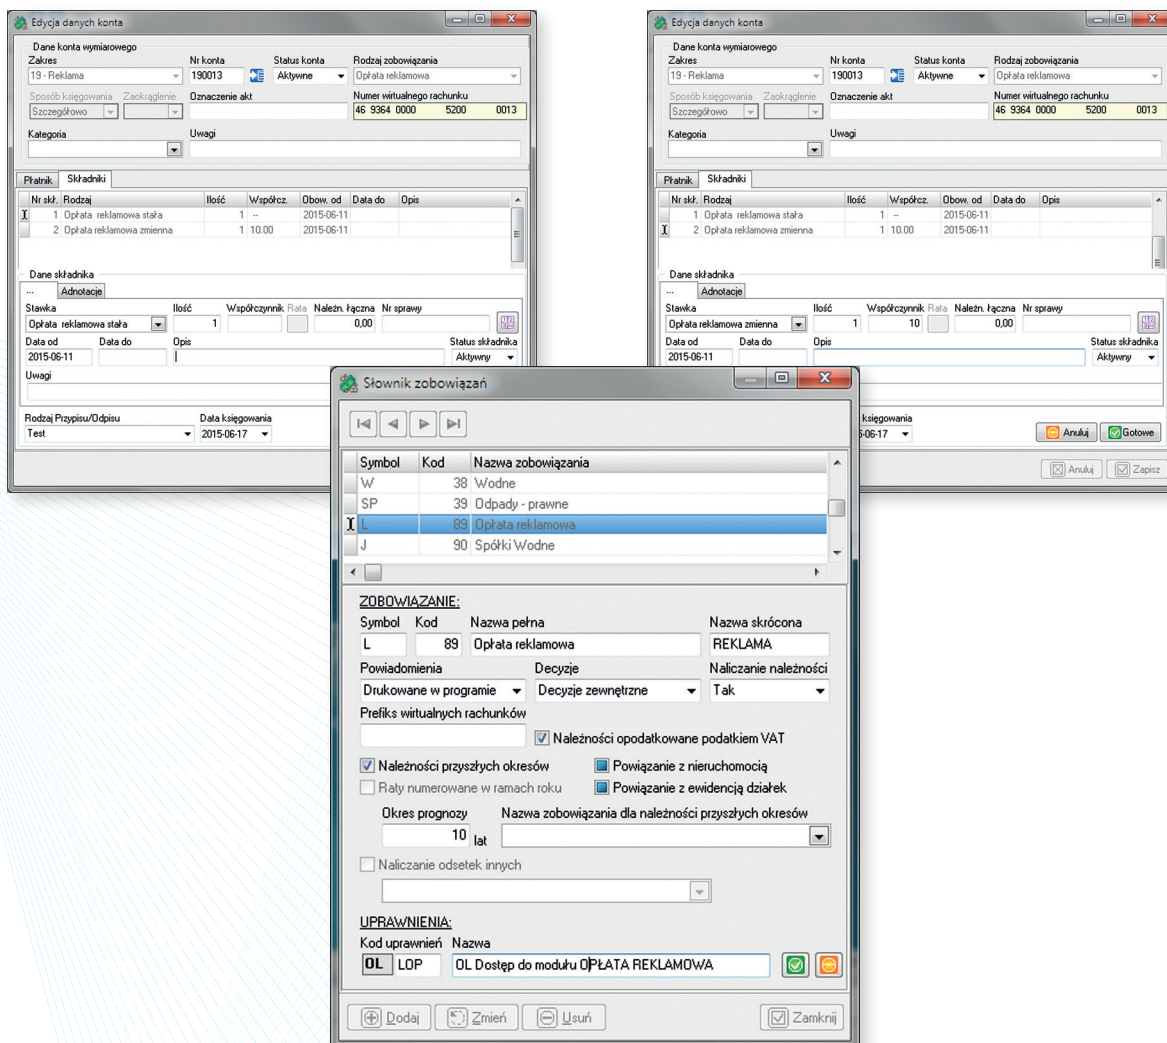 Edycja danych konta
Dane konta wymiarowego
Zakres Nr konta Status konta Rodzaj zobowiązania
19 - Reklama 190013 Aktywne Opłata reklamowa
Sposób księgowania Zaokrąglenie Oznaczenie akt Numer wirtualnego rachunku
Szczegółowo 46 9364 0000 5200 0013
Kategoria Uwagi
Płatnik Składniki
Nr skł. Rodzaj Ilość Współcz. Obow. od Data do Opis
1 Opłata reklamowa stała 1 -- 2015-06-11
2 Opłata reklamowa zmienna 1 10.00 2015-06-11
Dane składnika
... Adnotacje
Stawka Ilość Współczynnik Rata Należn. łączna Nr sprawy
Opłata reklamowa stała 1 0,00
Data od Data do Opis Status składnika
2015-06-11 Aktywny
Uwagi
Rodzaj Przypisu/Odpisu Data księgowania
Test 2015-06-17
Edycja danych konta
Dane konta wymiarowego
Zakres Nr konta Status konta Rodzaj zobowiązania
19 - Reklama 190013 Aktywne Opłata reklamowa
Sposób księgowania Zaokrąglenie Oznaczenie akt Numer wirtualnego rachunku
Szczegółowo 46 9364 0000 5200 0013
Kategoria Uwagi
Płatnik Składniki
Nr skł. Rodzaj Ilość Współcz. Obow. od Data do Opis
1 Opłata reklamowa stała 1 -- 2015-06-11
2 Opłata reklamowa zmienna 1 10.00 2015-06-11
Dane składnika
... Adnotacje
Stawka Ilość Współczynnik Rata Należn. łączna Nr sprawy
Opłata reklamowa zmienna 1 10 0,00
Data od Data do Opis Status składnika
2015-06-11 Aktywny
księgowania
-06-17 Anuluj Gotowe
Anuluj Zapisz
Słownik zobowiązań
Symbol Kod Nazwa zobowiązania
W 38 Wodne
SP 39 Odpady - prawne
L 89 Opłata reklamowa
J 90 Spółki Wodne
ZOBOWIĄZANIE:
Symbol Kod Nazwa pełna Nazwa skrócona
L 89 Opłata reklamowa REKLAMA
Powiadomienia Decyzje Naliczanie należności
Drukowane w programie Decyzje zewnętrzne Tak
Prefiks wirtualnych rachunków
Należności opodatkowane podatkiem VAT
Należności przyszłych okresów Powiązanie z nieruchomocią
Raty numerowane w ramach roku Powiązanie z ewidencją działek
Okres prognozy Nazwa zobowiązania dla należności przyszłych okresów
10 lat
Naliczanie odsetek innych
UPRAWNIENIA:
Kod uprawnień Nazwa
OL LOP OL Dostęp do modułu OPŁATA REKLAMOWA
Dodaj Zmień Usuń Zamknij